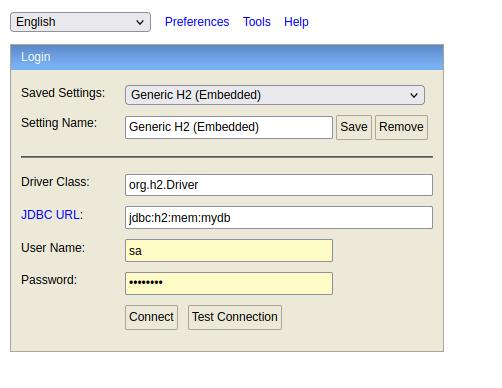 English Preferences Tools Help
Login
Saved Settings: Generic H2 (Embedded)
Setting Name: Generic H2 (Embedded) Save Remove
Driver Class: org.h2.Driver
JDBC URL: jdbc:h2:mem:mydb
User Name: sa
Password: ••••••••
Connect Test Connection